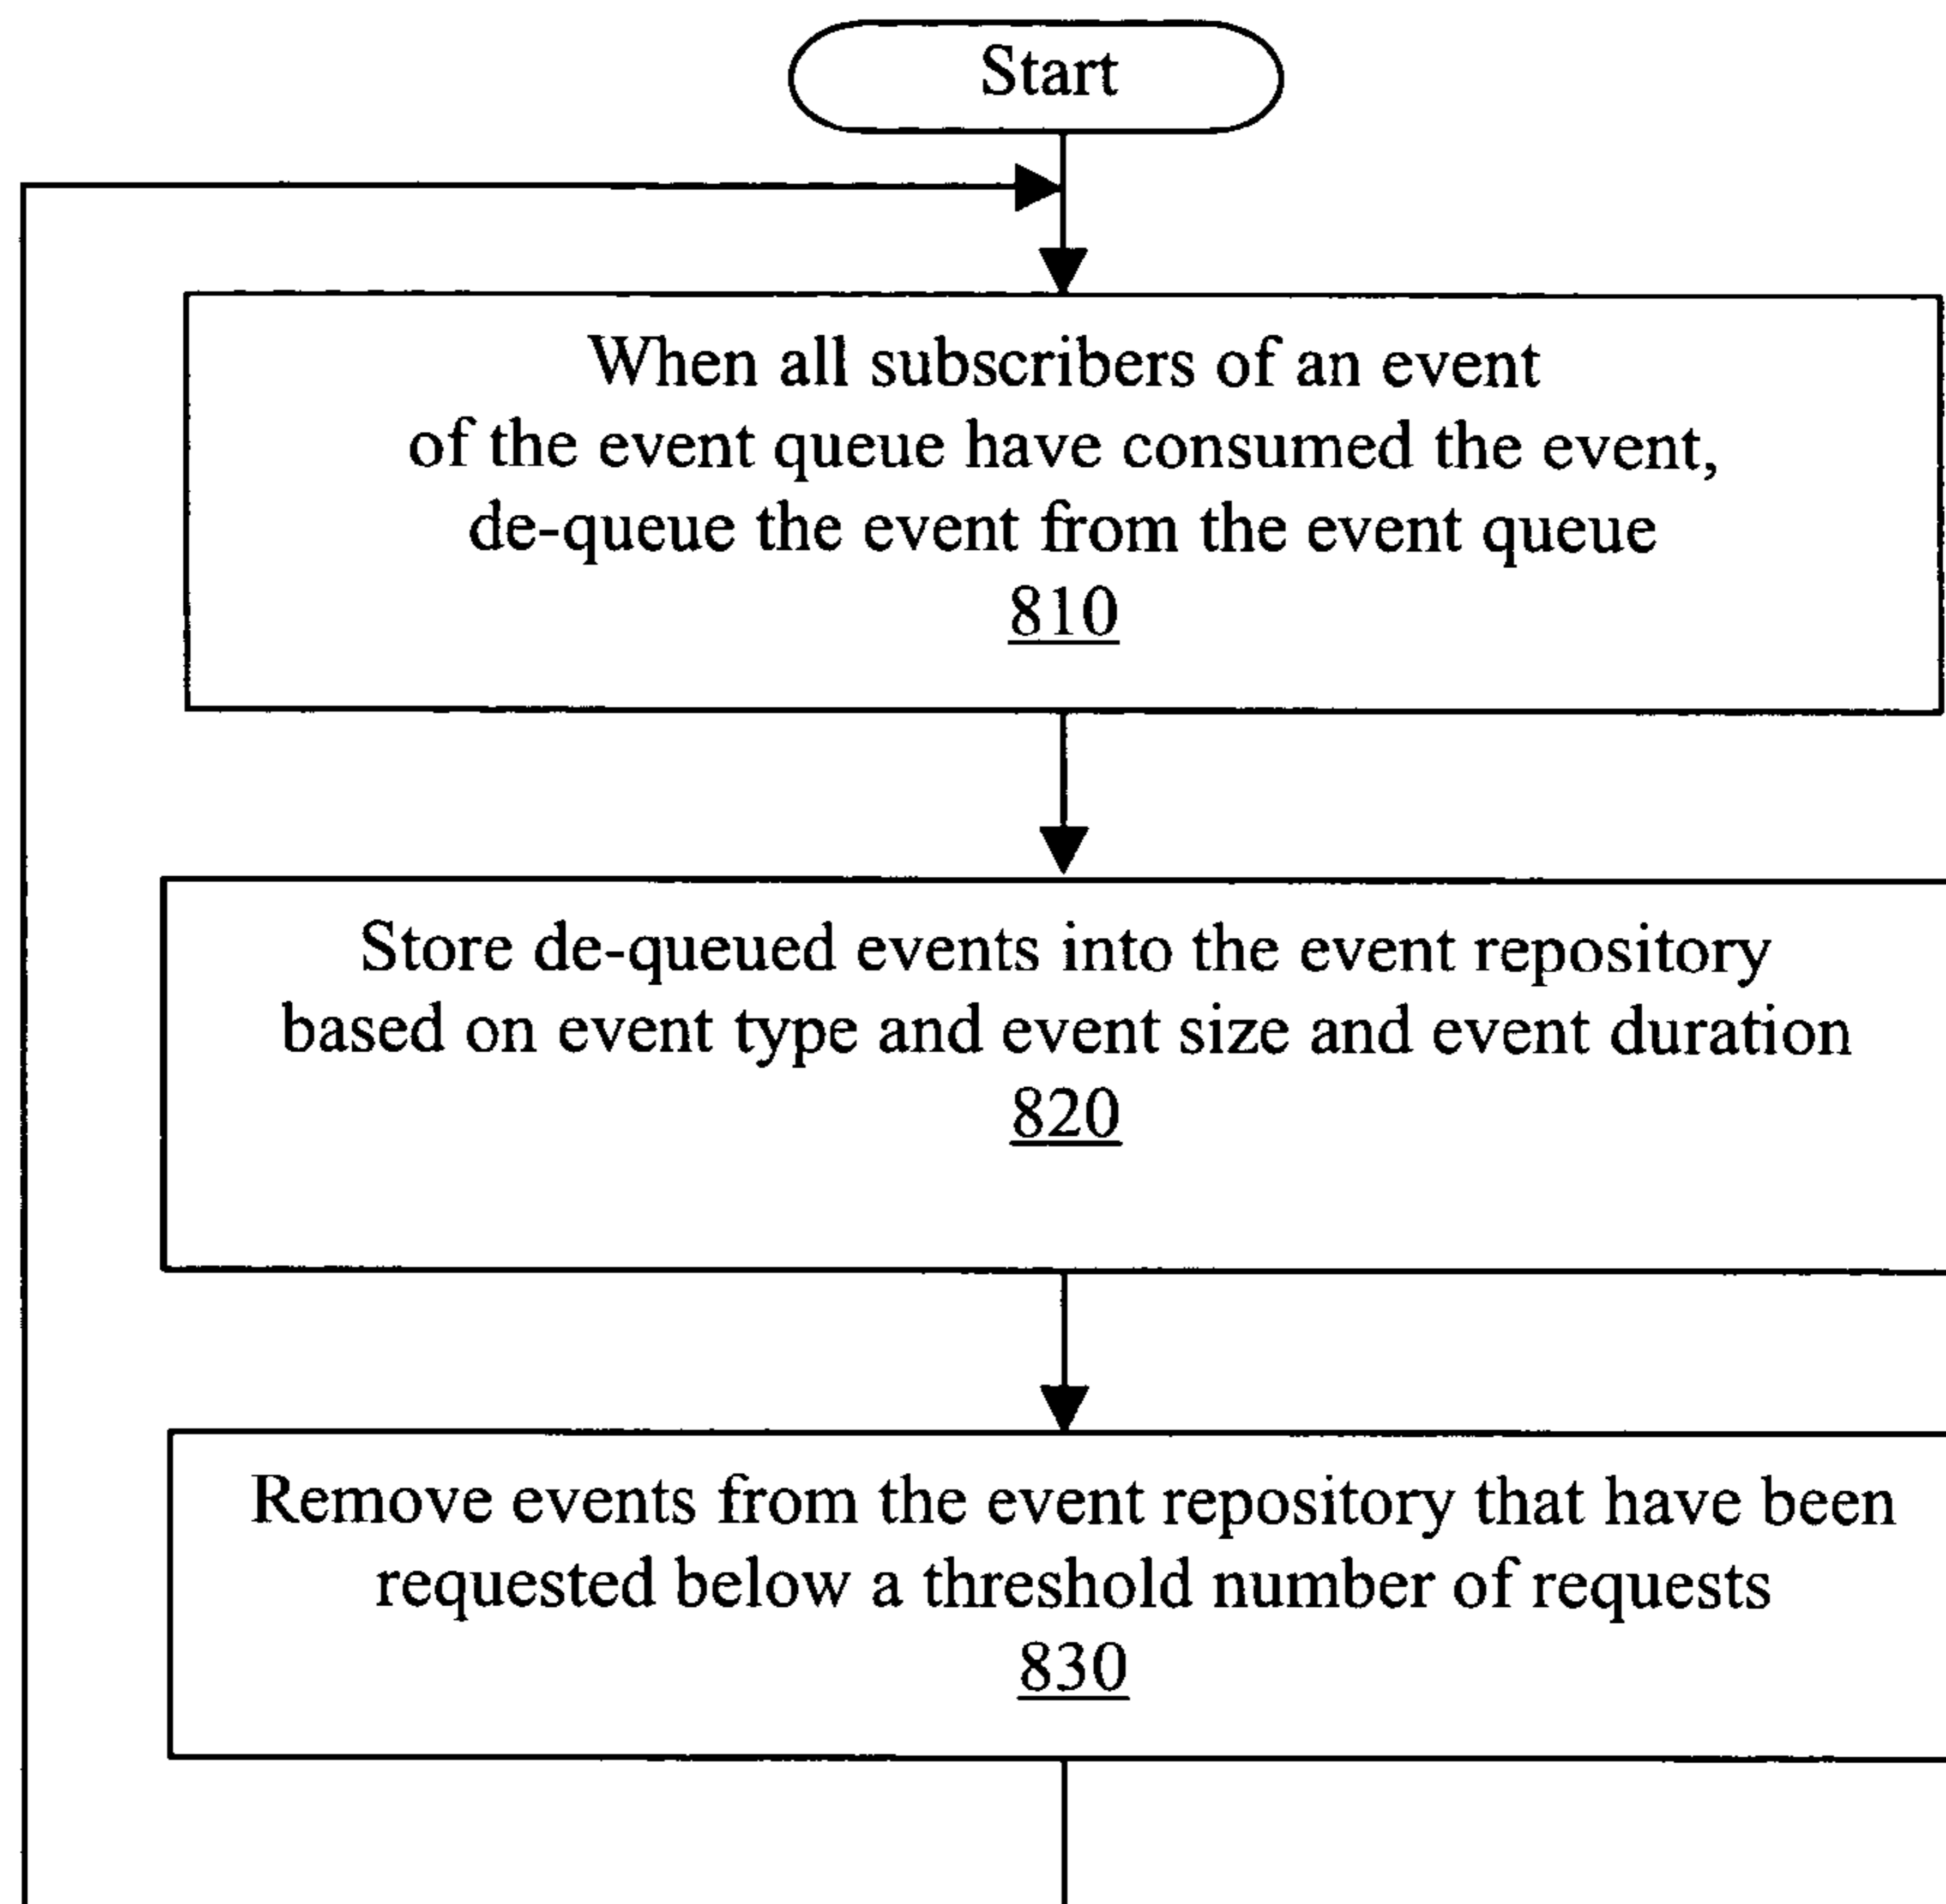 Start
When all subscribers of an event
of the event queue have consumed the event,
de-queue the event from the event queue
810
Store de-queued events into the event repository
based on event type and event size and event duration
820
Remove events from the event repository that have been
requested below a threshold number of requests
830